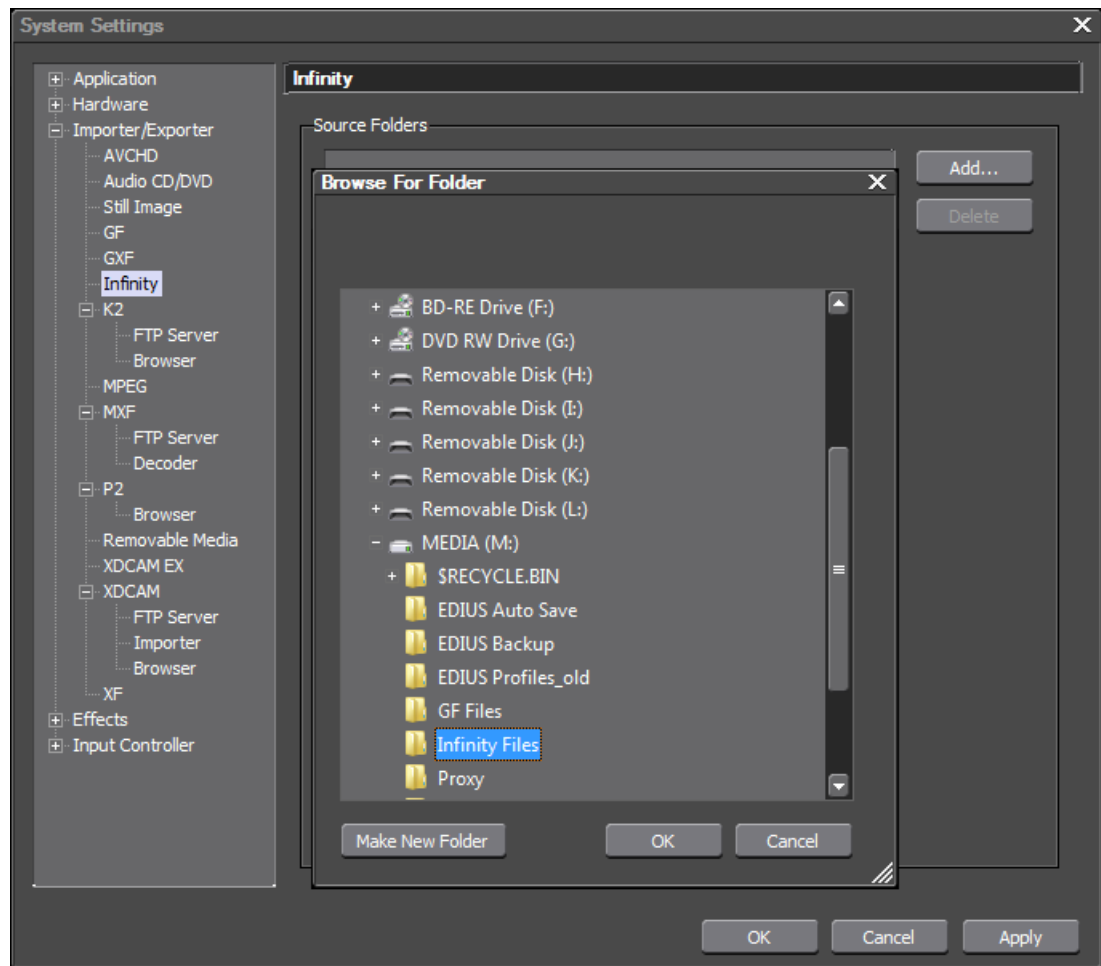 System Settings
Application
Hardware
Importer/Exporter
AVCHD
Audio CD/DVD
Still Image
GF
GXF
Infinity
K2
FTP Server
Browser
MPEG
MXF
FTP Server
Decoder
P2
Browser
Removable Media
XDCAM EX
XDCAM
FTP Server
Importer
Browser
XF
Effects
Input Controller
Infinity
Source Folders
Add...
Delete
Browse For Folder
BD-RE Drive (F:)
DVD RW Drive (G:)
Removable Disk (H:)
Removable Disk (I:)
Removable Disk (J:)
Removable Disk (K:)
Removable Disk (L:)
MEDIA (M:)
$RECYCLE.BIN
EDIUS Auto Save
EDIUS Backup
EDIUS Profiles_old
GF Files
Infinity Files
Proxy
Make New Folder
OK
Cancel
OK
Cancel
Apply